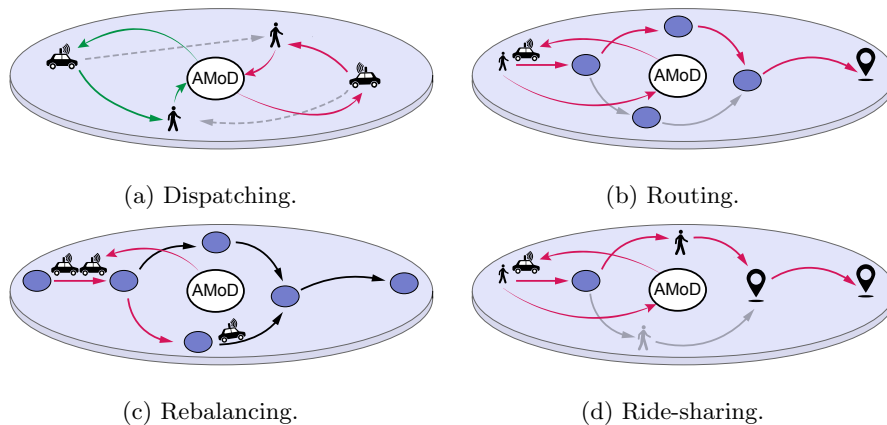 AMoD
AMoD
(a) Dispatching.
(b) Routing.
AMoD
AMoD
(c) Rebalancing.
(d) Ride-sharing.